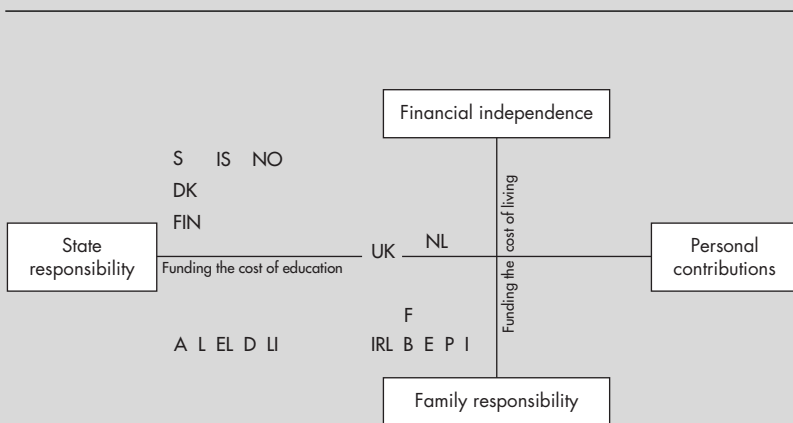 Financial independence
S IS NO
DK
FIN
State
responsibility
Funding the cost of education
UK
NL
Funding the cost of living
Personal
contributions
F
A L EL D LI
IRL B E P I
Family responsibility